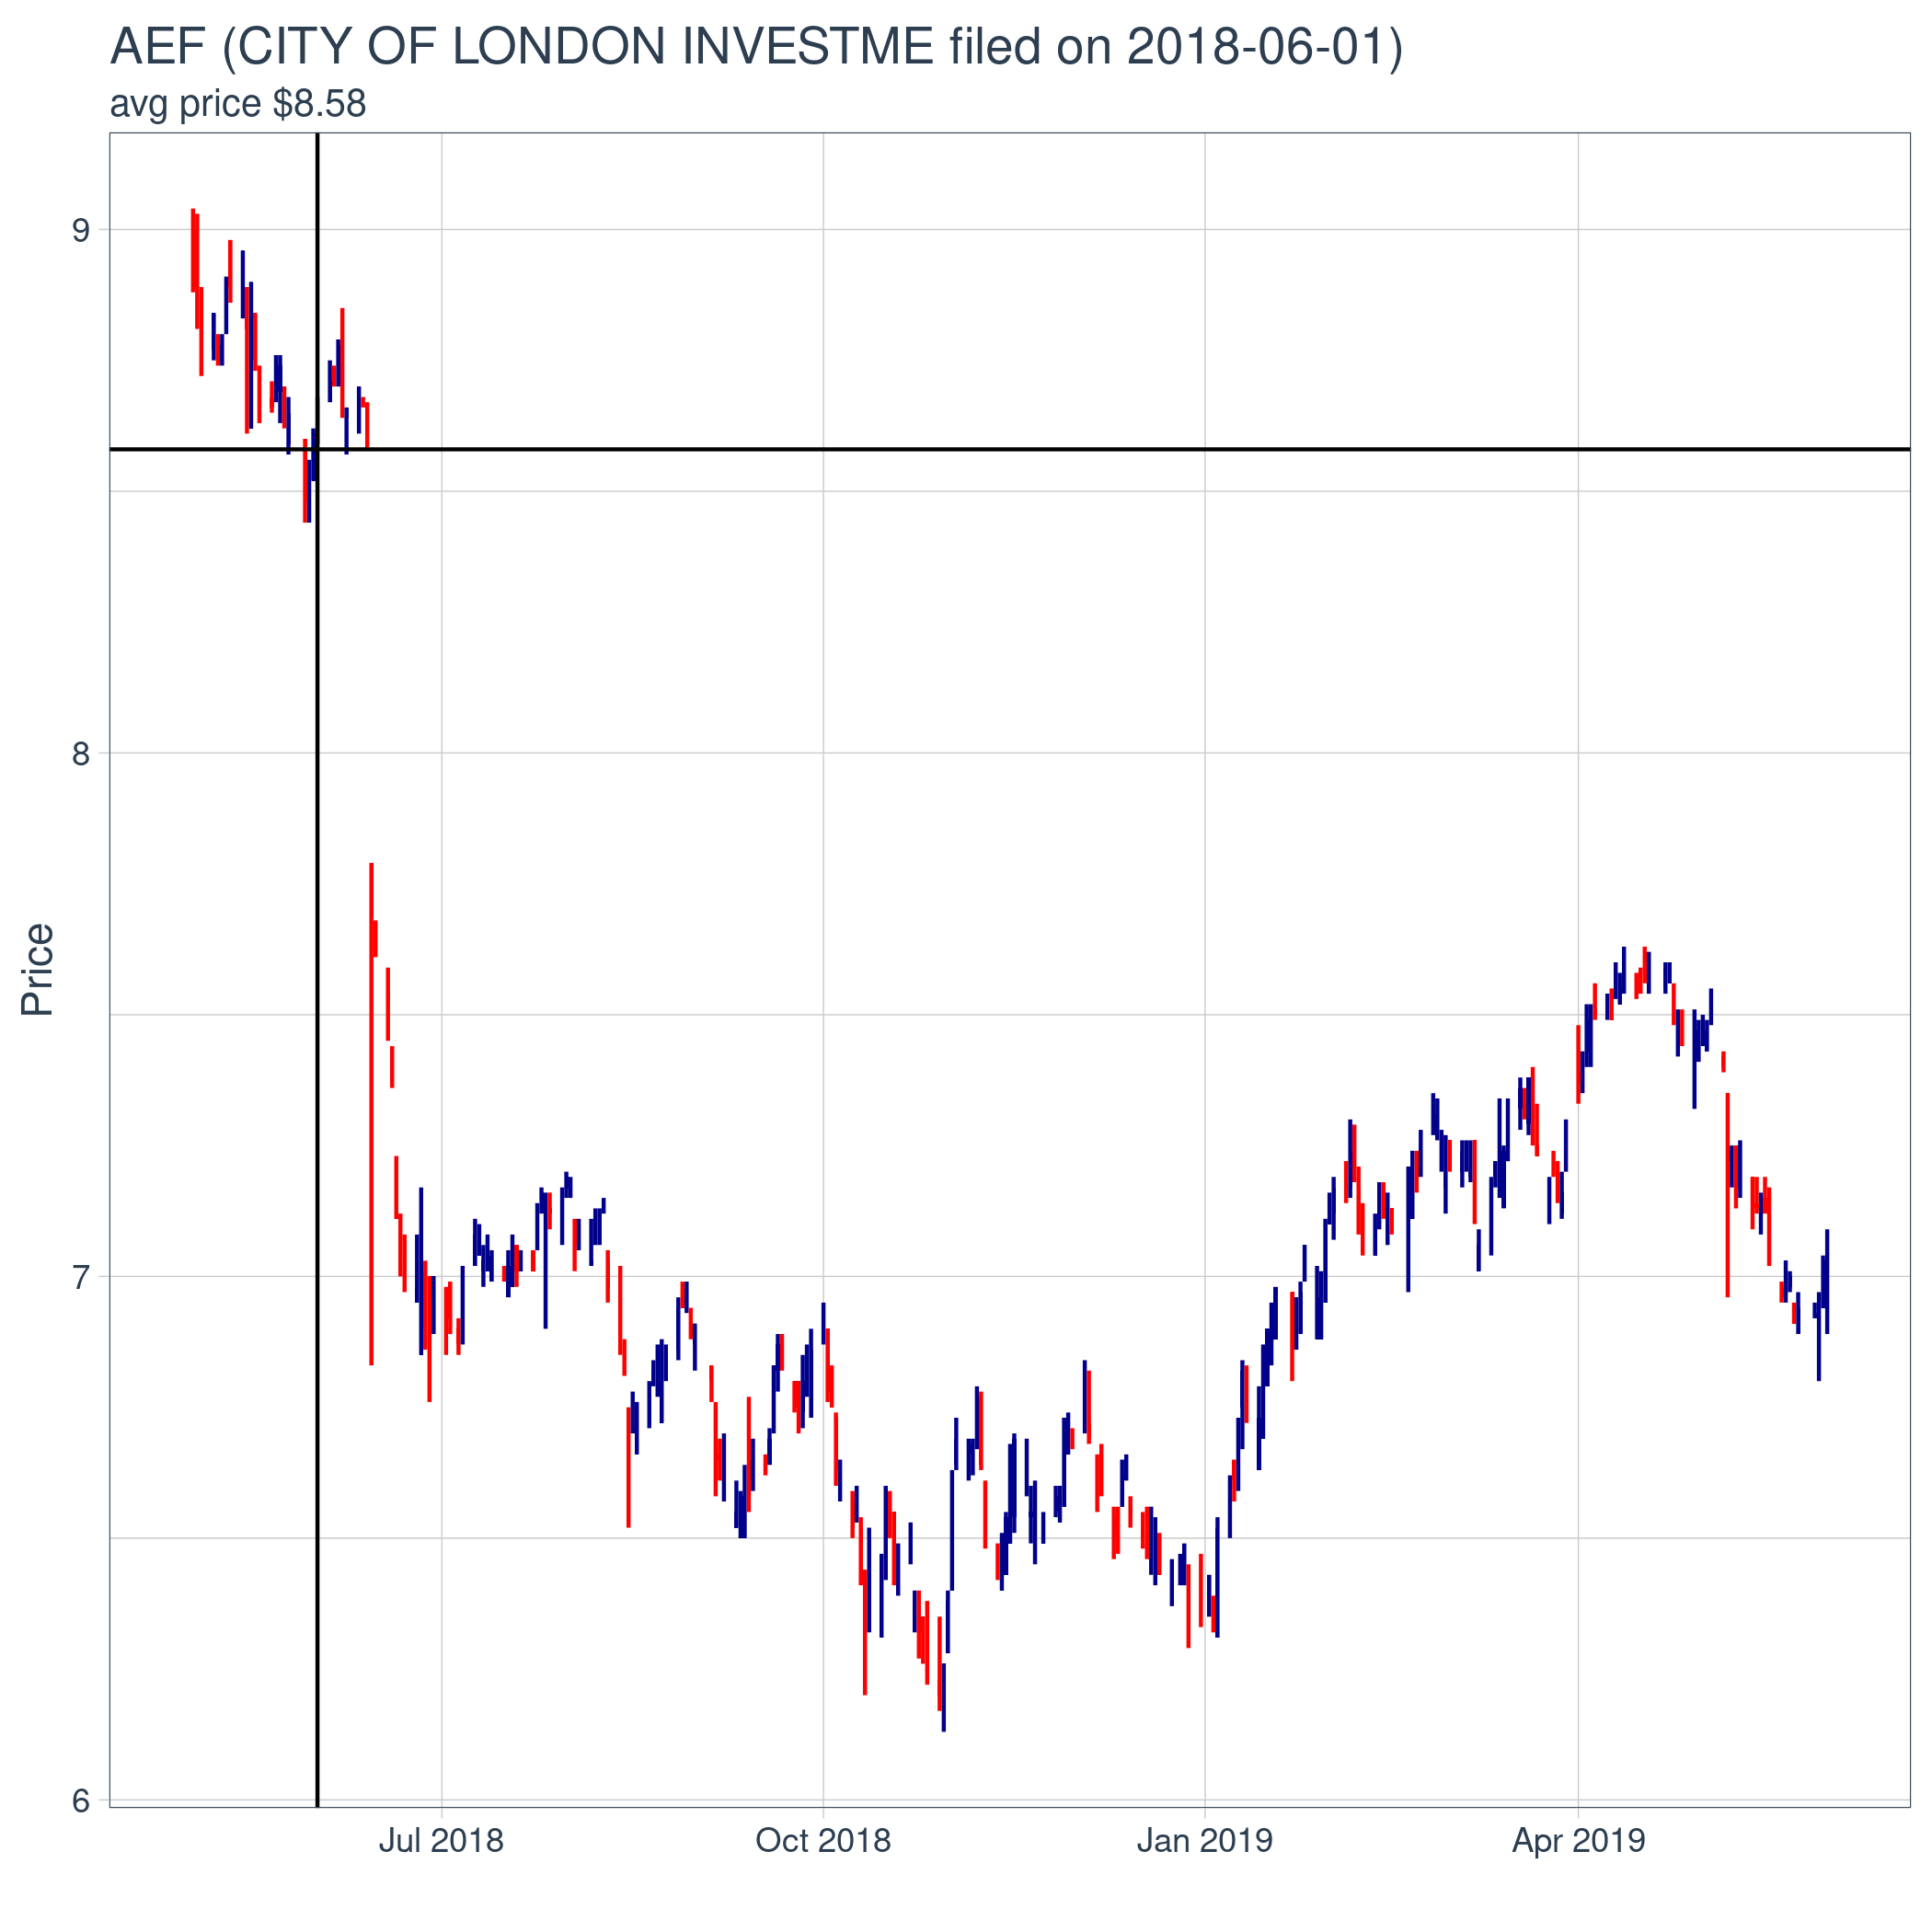 AEF (CITY OF LONDON INVESTME filed on 2018-06-01)
avg price $8.58
9
8
7
6
Price
Jul 2018
Oct 2018
Jan 2019
Apr 2019